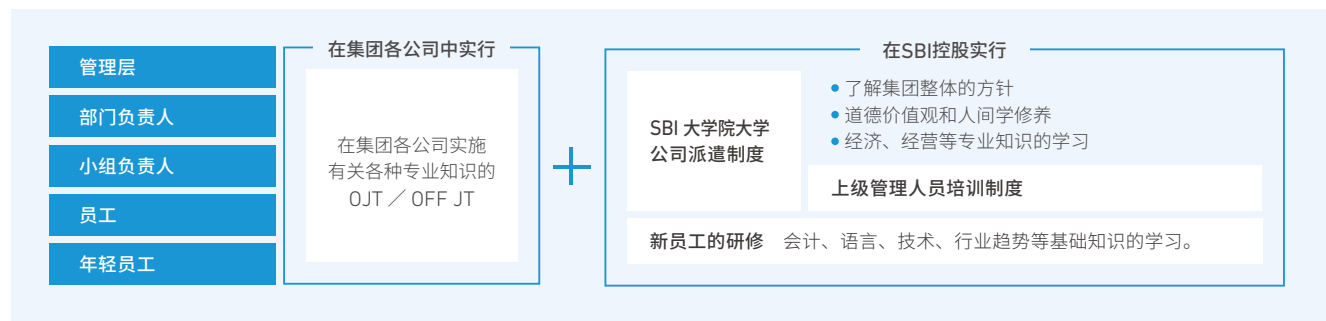 管理层
部门负责人
小组负责人
员工
年轻员工
在集团各公司中实行
在集团各公司实施
有关各种专业知识的
OJT ／ OFF JT
在SBI控股实行
SBI 大学院大学
公司派遣制度
●了解集团整体的方针
●道德价值观和人间学修养
●经济、经营等专业知识的学习
上级管理人员培训制度
新员工的研修 会计、语言、技术、行业趋势等基础知识的学习。